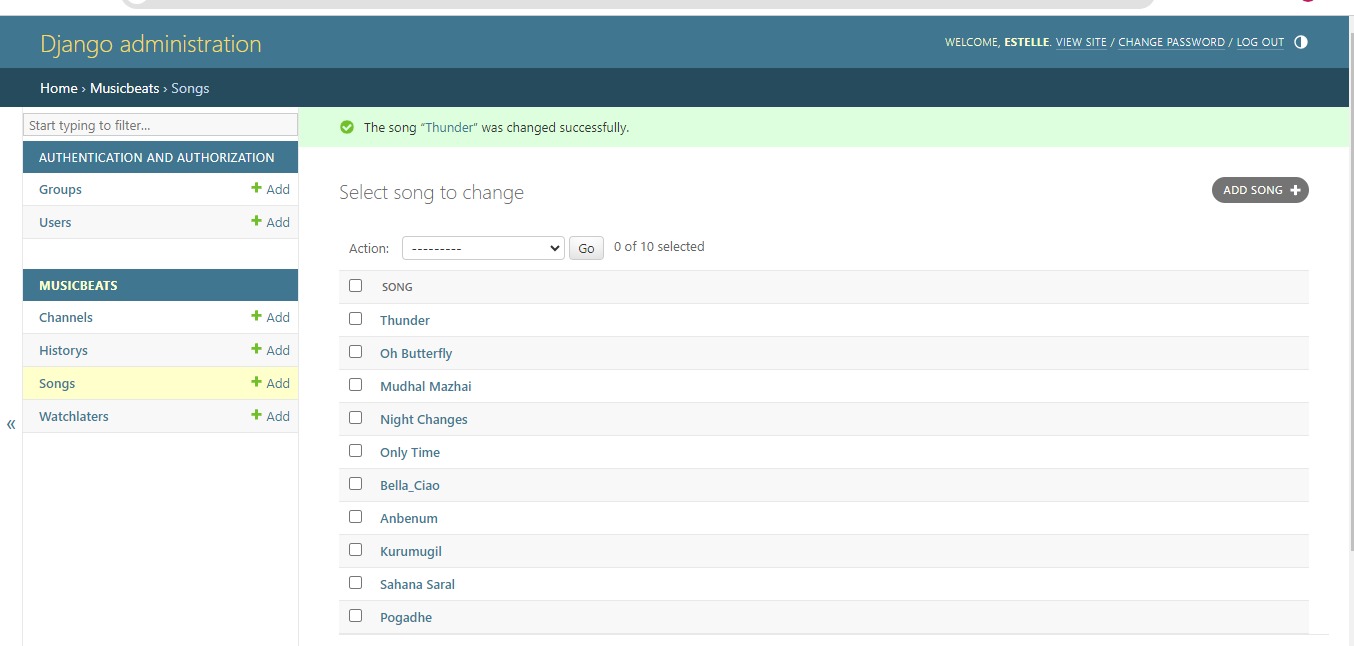 Django administration
WELCOME, ESTELLE. VIEW SITE / CHANGE PASSWORD / LOG OUT
Home › Musicbeats › Songs
Start typing to filter...
AUTHENTICATION AND AUTHORIZATION
Groups + Add
Users + Add
MUSICBEATS
Channels + Add
Historys + Add
Songs + Add
Watchlaters + Add
«
The song “Thunder” was changed successfully.
Select song to change
ADD SONG +
Action: --------- Go 0 of 10 selected
SONG
Thunder
Oh Butterfly
Mudhal Mazhai
Night Changes
Only Time
Bella_Ciao
Anbenum
Kurumugil
Sahana Saral
Pogadhe